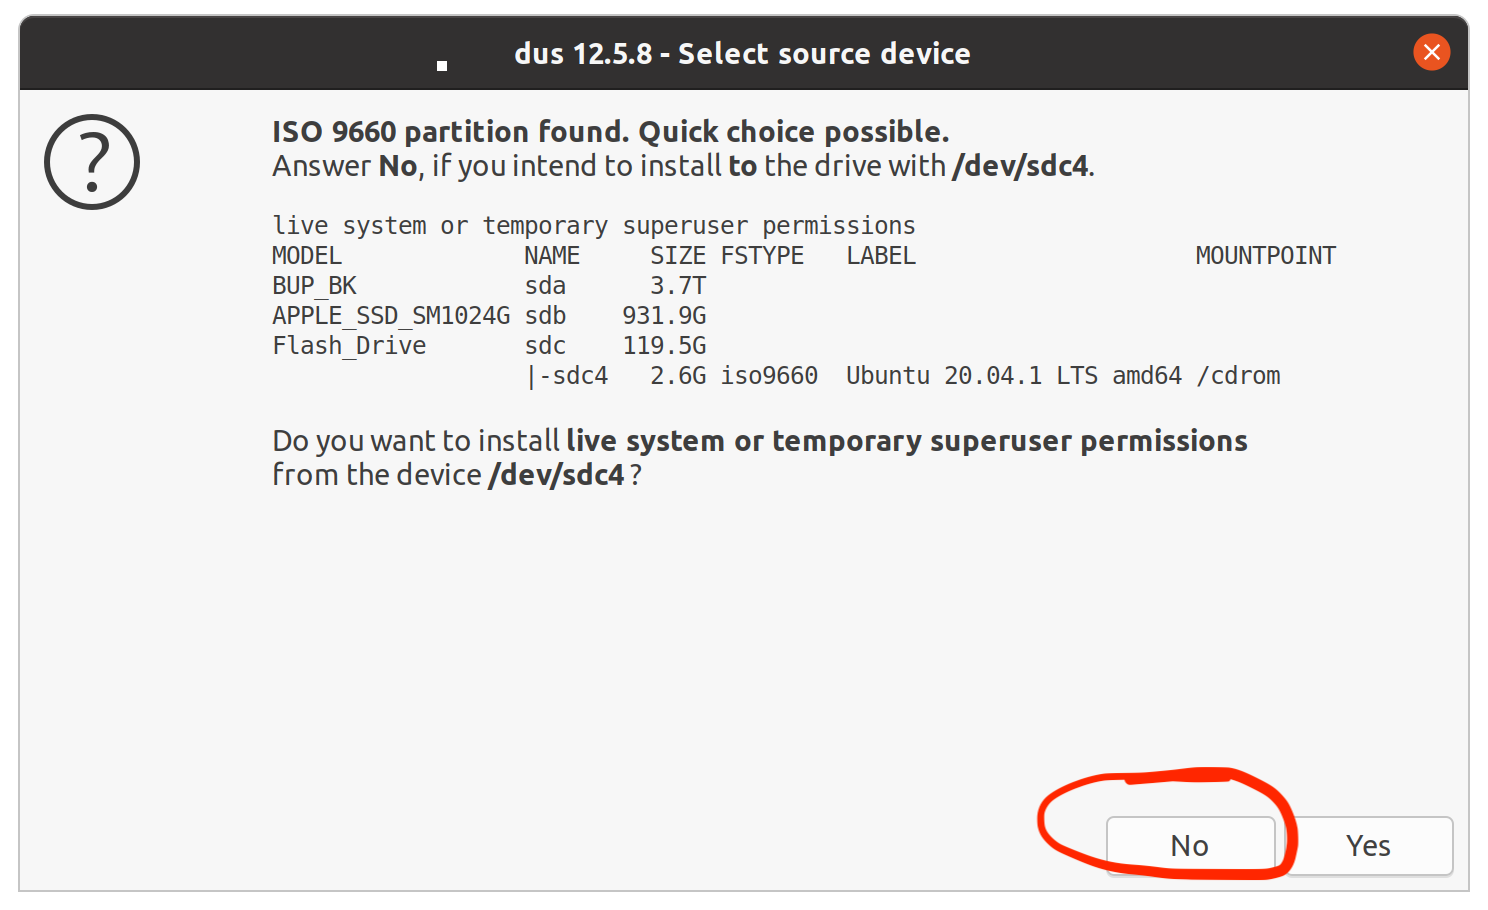 dus 12.5.8 - Select source device
ISO 9660 partition found. Quick choice possible.
Answer No, if you intend to install to the drive with /dev/sdc4.
live system or temporary superuser permissions
MODEL             NAME     SIZE FSTYPE   LABEL                    MOUNTPOINT
BUP_BK            sda      3.7T
APPLE_SSD_SM1024G sdb    931.9G
Flash_Drive       sdc    119.5G
                  |-sdc4   2.6G iso9660  Ubuntu 20.04.1 LTS amd64 /cdrom
Do you want to install live system or temporary superuser permissions
from the device /dev/sdc4 ?
No Yes